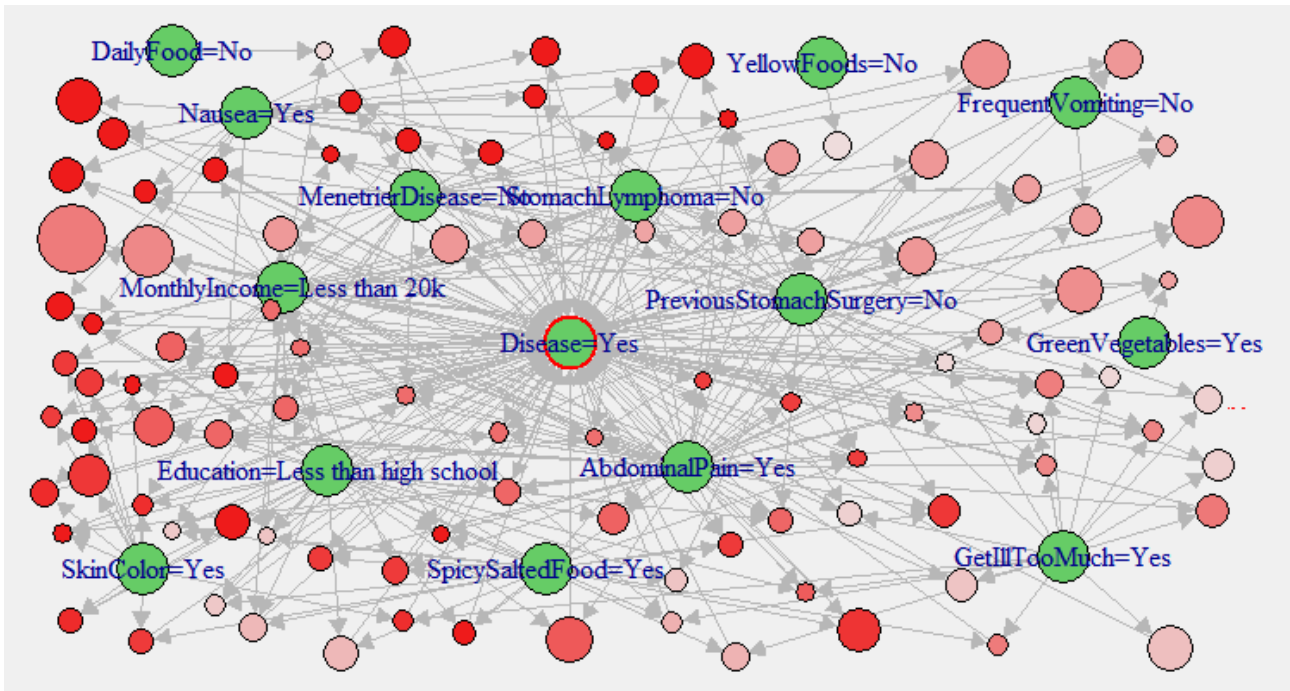 DailyFood=No
YellowFoods=No
Nausea=Yes
FrequentVomiting=No
MenetrierDisease=No
StomachLymphoma=No
MonthlyIncome=Less than 20k
PreviousStomachSurgery=No
Disease=Yes
GreenVegetables=Yes
Education=Less than high school
AbdominalPain=Yes
SkinColor=Yes
SpicySaltedFood=Yes
GetIllTooMuch=Yes